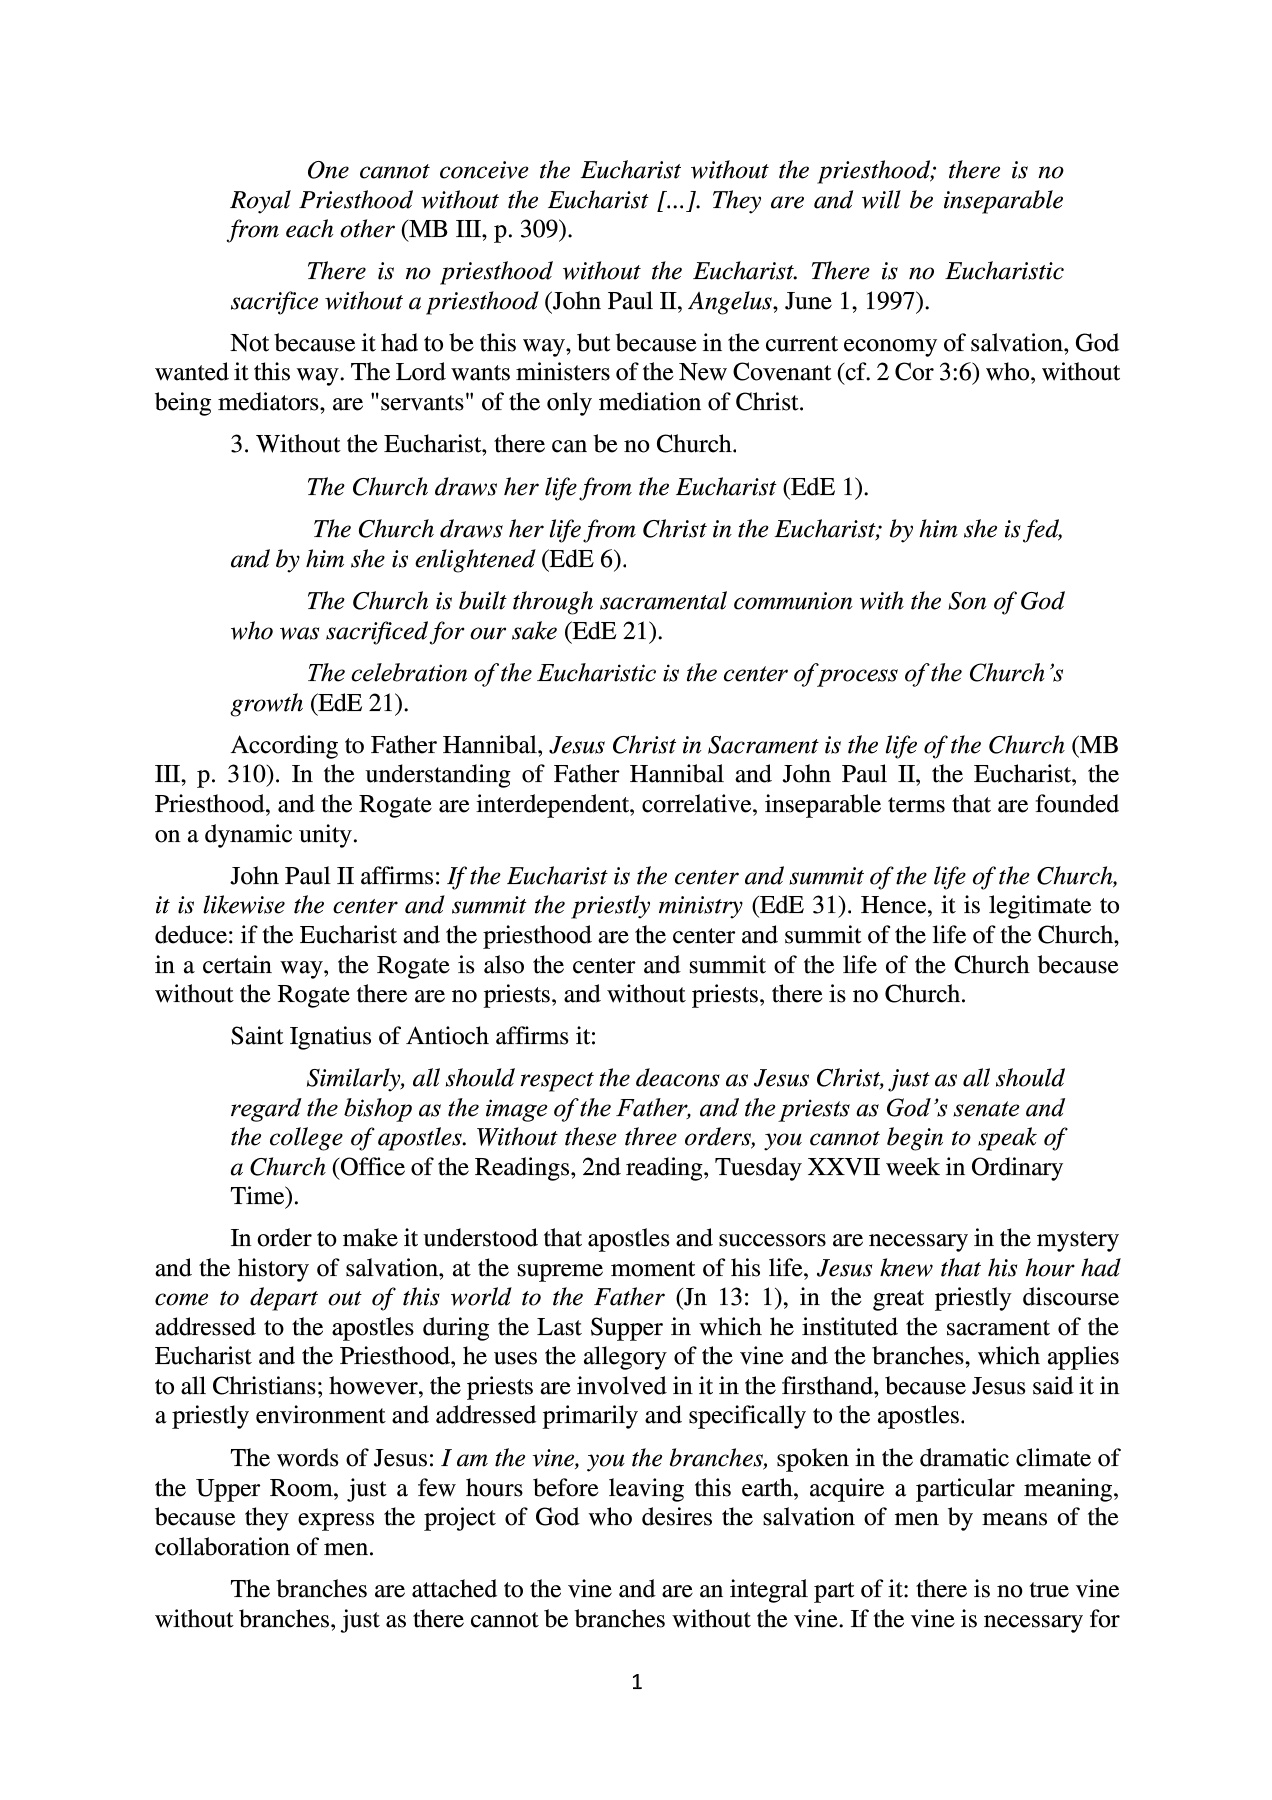 One cannot conceive the Eucharist without the priesthood; there is no
Royal Priesthood without the Eucharist [...]. They are and will be inseparable
from each other (MB III, p. 309).
There is no priesthood without the Eucharist. There is no Eucharistic
sacrifice without a priesthood (John Paul II, Angelus, June 1, 1997).
Not because it had to be this way, but because in the current economy of salvation, God
wanted it this way. The Lord wants ministers of the New Covenant (cf. 2 Cor 3:6) who, without
being mediators, are "servants" of the only mediation of Christ.
3. Without the Eucharist, there can be no Church.
The Church draws her life from the Eucharist (EdE 1).
The Church draws her life from Christ in the Eucharist; by him she is fed,
and by him she is enlightened (EdE 6).
The Church is built through sacramental communion with the Son of God
who was sacrificed for our sake (EdE 21).
The celebration of the Eucharistic is the center of process of the Church’s
growth (EdE 21).
According to Father Hannibal, Jesus Christ in Sacrament is the life of the Church (MB
III, p. 310). In the understanding of Father Hannibal and John Paul II, the Eucharist, the
Priesthood, and the Rogate are interdependent, correlative, inseparable terms that are founded
on a dynamic unity.
John Paul II affirms: If the Eucharist is the center and summit of the life of the Church,
it is likewise the center and summit the priestly ministry (EdE 31). Hence, it is legitimate to
deduce: if the Eucharist and the priesthood are the center and summit of the life of the Church,
in a certain way, the Rogate is also the center and summit of the life of the Church because
without the Rogate there are no priests, and without priests, there is no Church.
Saint Ignatius of Antioch affirms it:
Similarly, all should respect the deacons as Jesus Christ, just as all should
regard the bishop as the image of the Father, and the priests as God’s senate and
the college of apostles. Without these three orders, you cannot begin to speak of
a Church (Office of the Readings, 2nd reading, Tuesday XXVII week in Ordinary
Time).
In order to make it understood that apostles and successors are necessary in the mystery
and the history of salvation, at the supreme moment of his life, Jesus knew that his hour had
come to depart out of this world to the Father (Jn 13: 1), in the great priestly discourse
addressed to the apostles during the Last Supper in which he instituted the sacrament of the
Eucharist and the Priesthood, he uses the allegory of the vine and the branches, which applies
to all Christians; however, the priests are involved in it in the firsthand, because Jesus said it in
a priestly environment and addressed primarily and specifically to the apostles.
The words of Jesus: I am the vine, you the branches, spoken in the dramatic climate of
the Upper Room, just a few hours before leaving this earth, acquire a particular meaning,
because they express the project of God who desires the salvation of men by means of the
collaboration of men.
The branches are attached to the vine and are an integral part of it: there is no true vine
without branches, just as there cannot be branches without the vine. If the vine is necessary for
1